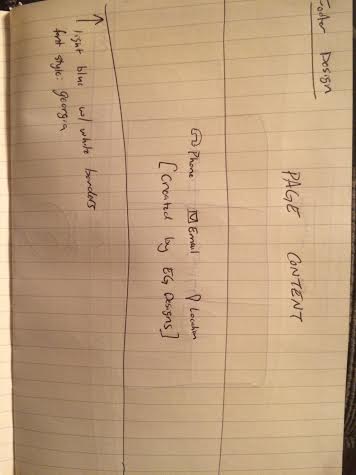 Footer Design
PAGE CONTENT
Phone Email Location
[Created by EG Designs]
light blue w/ white borders
font style: georgia